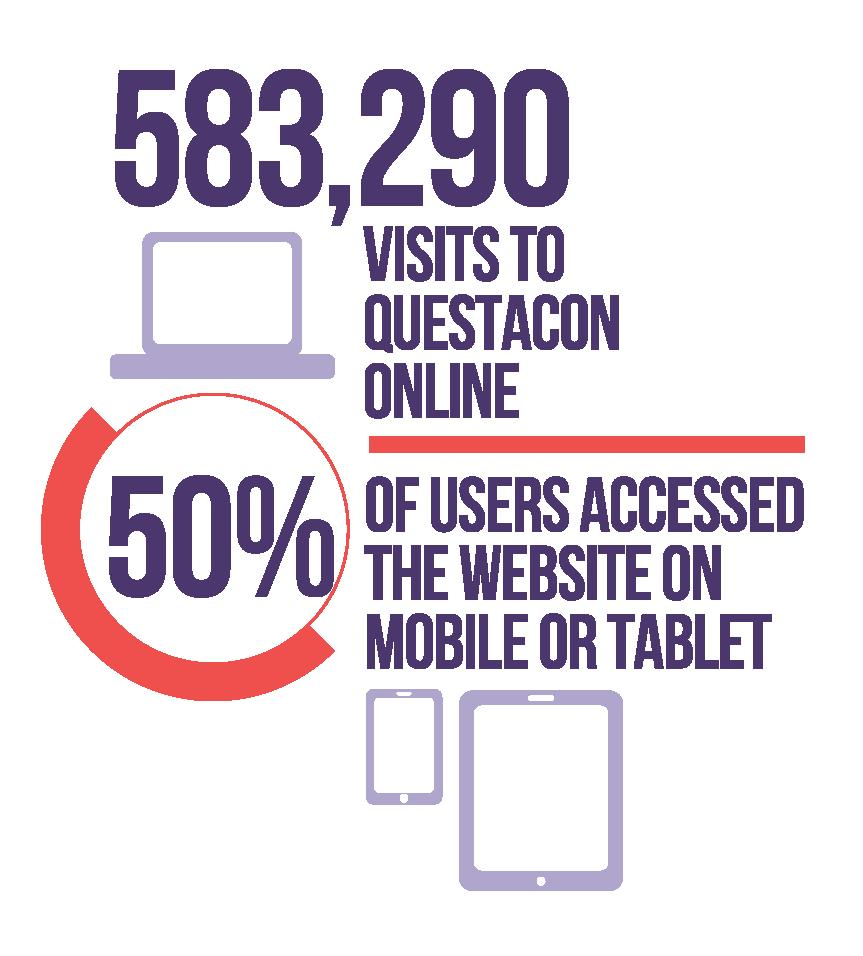 583,290
VISITS TO
QUESTACON
ONLINE
50%
OF USERS ACCESSED
THE WEBSITE ON
MOBILE OR TABLET